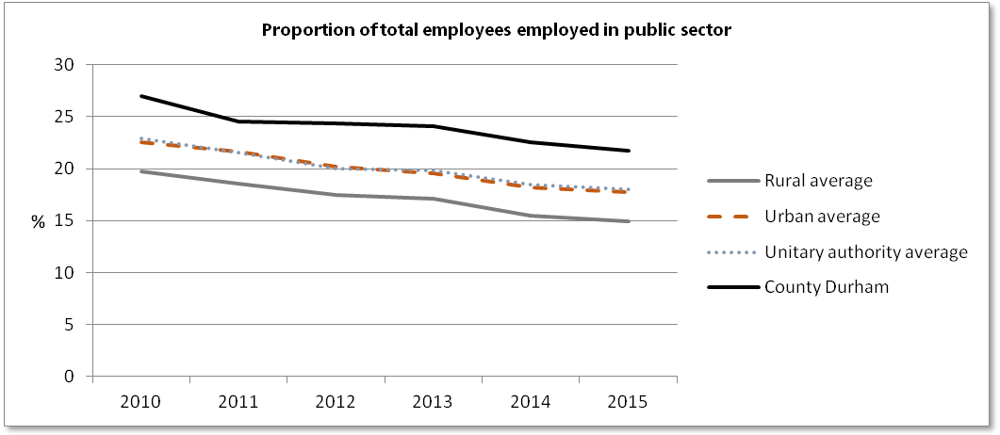 Proportion of total employees employed in public sector
30
25
20
15
10
5
0
%
2010 2011 2012 2013 2014 2015
Rural average
Urban average
Unitary authority average
County Durham